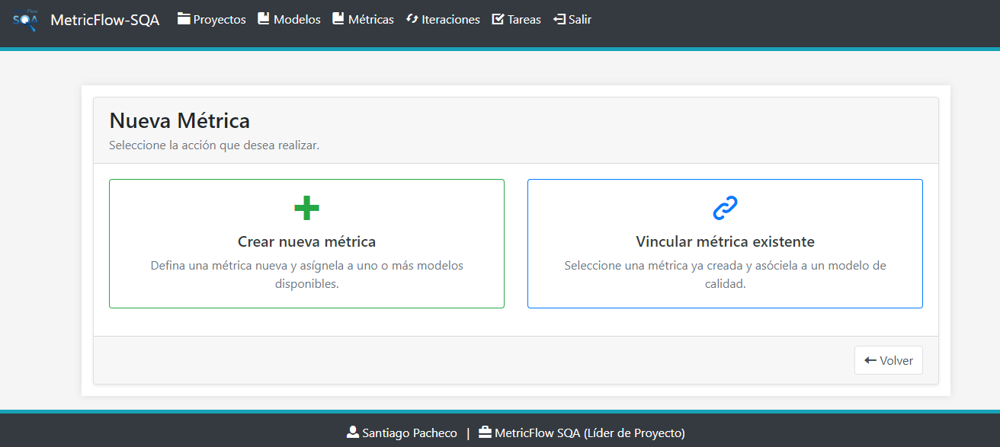 Flow
SQA
MetricFlow-SQA Proyectos Modelos Métricas Iteraciones Tareas Salir
Nueva Métrica
Seleccione la acción que desea realizar.
Crear nueva métrica
Defina una métrica nueva y asígnela a uno o más modelos
disponibles.
Vincular métrica existente
Seleccione una métrica ya creada y asóciela a un modelo de
calidad.
Volver
Santiago Pacheco | MetricFlow SQA (Líder de Proyecto)